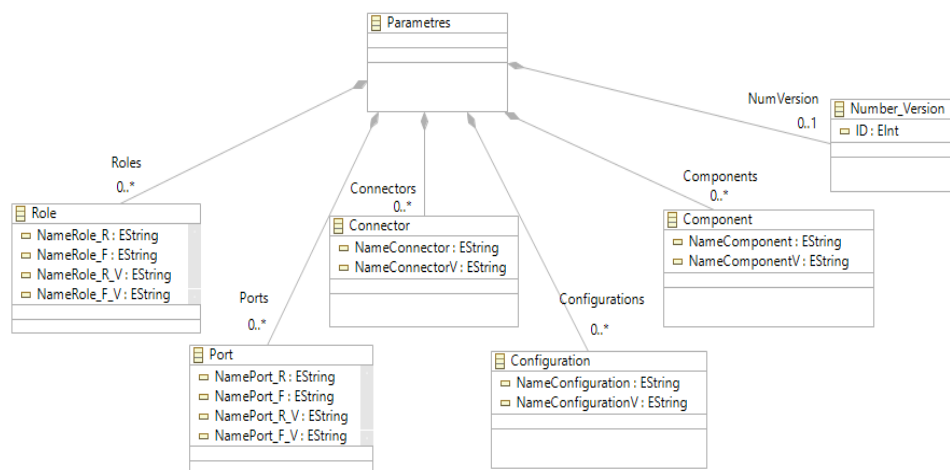 Parametres
NumVersion
0..1
Number_Version
ID : EInt
Roles
0..*
Connectors
0..*
Components
0..*
Role
NameRole_R : EString
NameRole_F : EString
NameRole_R_V : EString
NameRole_F_V : EString
Connector
NameConnector : EString
NameConnectorV : EString
Component
NameComponent : EString
NameComponentV : EString
Ports
0..*
Configurations
0..*
Port
NamePort_R : EString
NamePort_F : EString
NamePort_R_V : EString
NamePort_F_V : EString
Configuration
NameConfiguration : EString
NameConfigurationV : EString